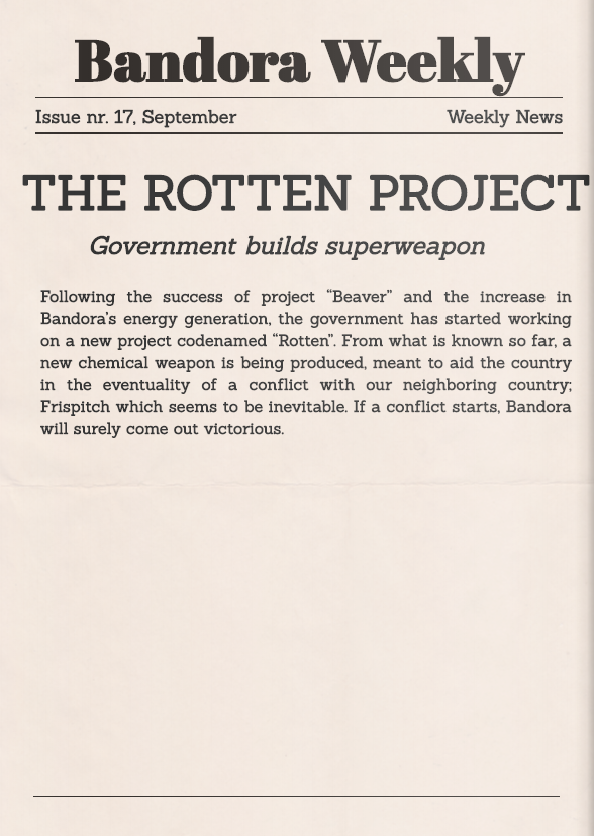 Bandora Weekly
Issue nr. 17, September
Weekly News
THE ROTTEN PROJECT
Government builds superweapon
Following the success of project “Beaver” and the increase in
Bandora’s energy generation, the government has started working
on a new project codenamed “Rotten”. From what is known so far, a
new chemical weapon is being produced, meant to aid the country
in the eventuality of a conflict with our neighboring country;
Frispitch which seems to be inevitable. If a conflict starts, Bandora
will surely come out victorious.